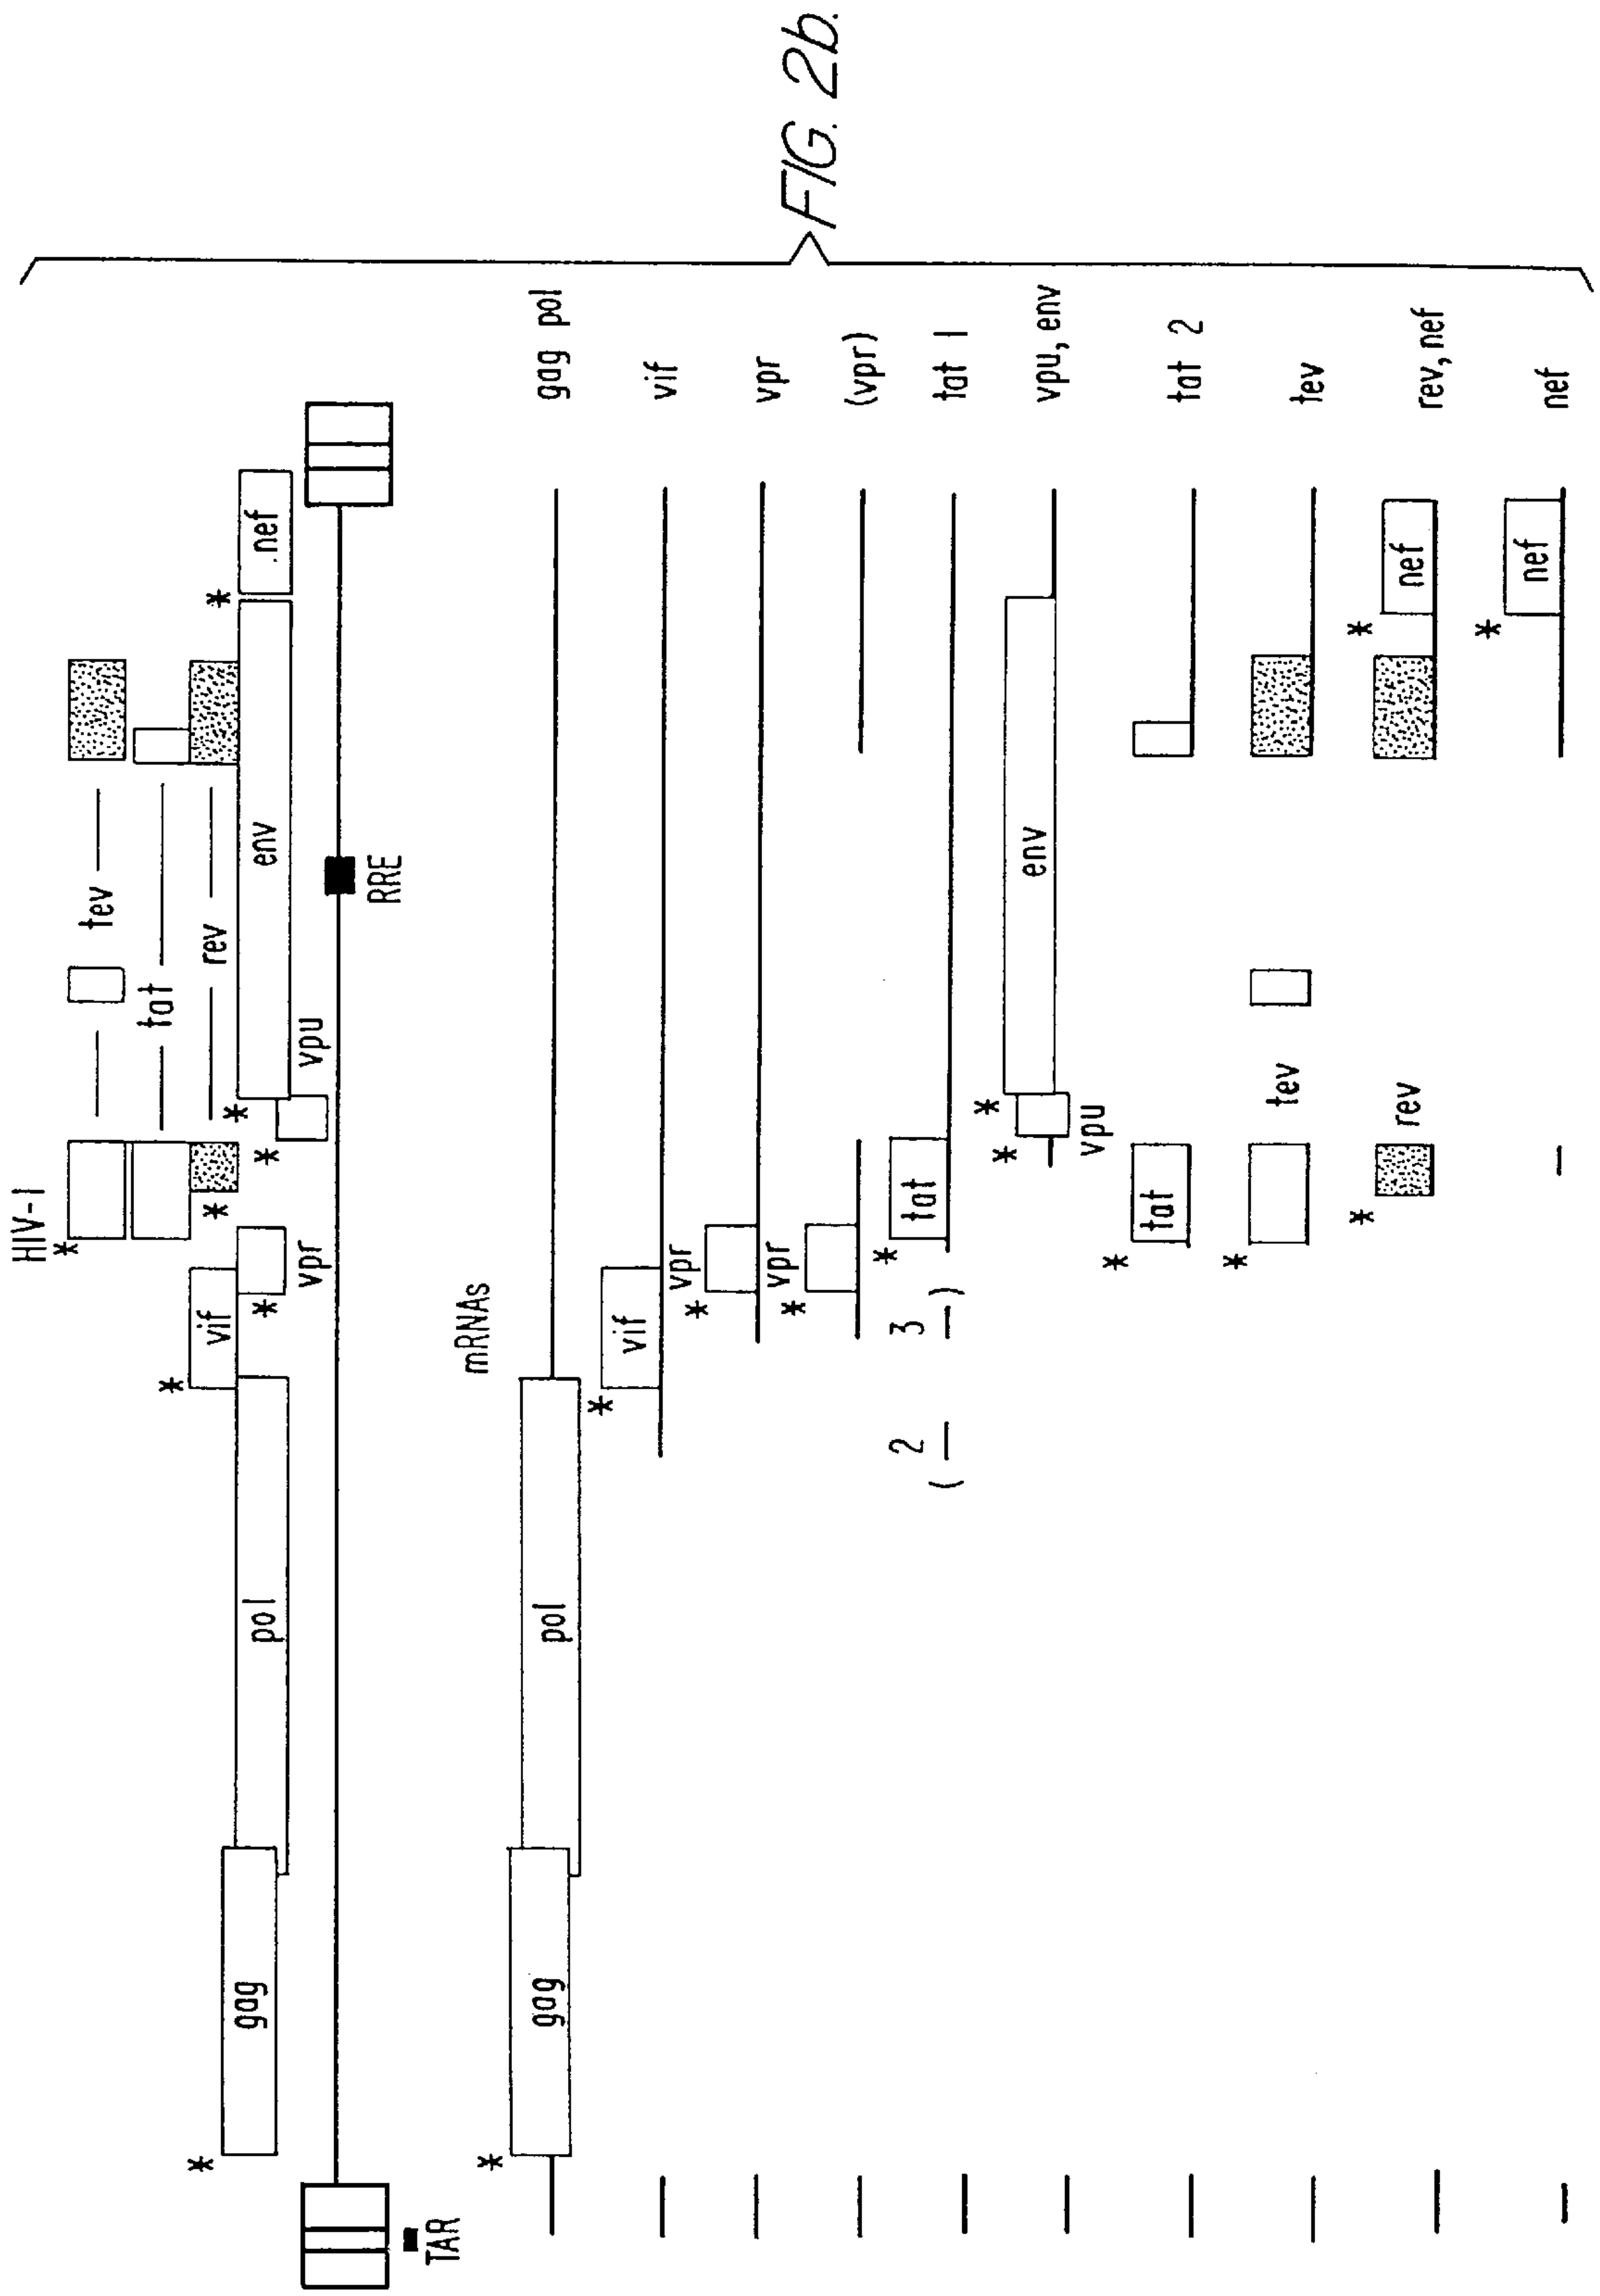 HIV-1
tev
tat
rev
vif
vpr
gag
pol
env
.nef
vpu
TAR
RRE
mRNAs
gag pol gag pol
vif vif
vpr vpr
vpr (vpr)
( 2 3 ) tat tat 1
vpu env vpu, env
tat tat 2
tev tev
rev nef rev, nef
nef nef
FIG. 2b.